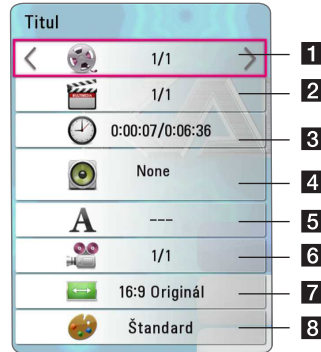 Titul
1/1 1
1/1 2
0:00:07/0:06:36 3
None 4
A --- 5
1/1 6
16:9 Originál 7
Štandard 8